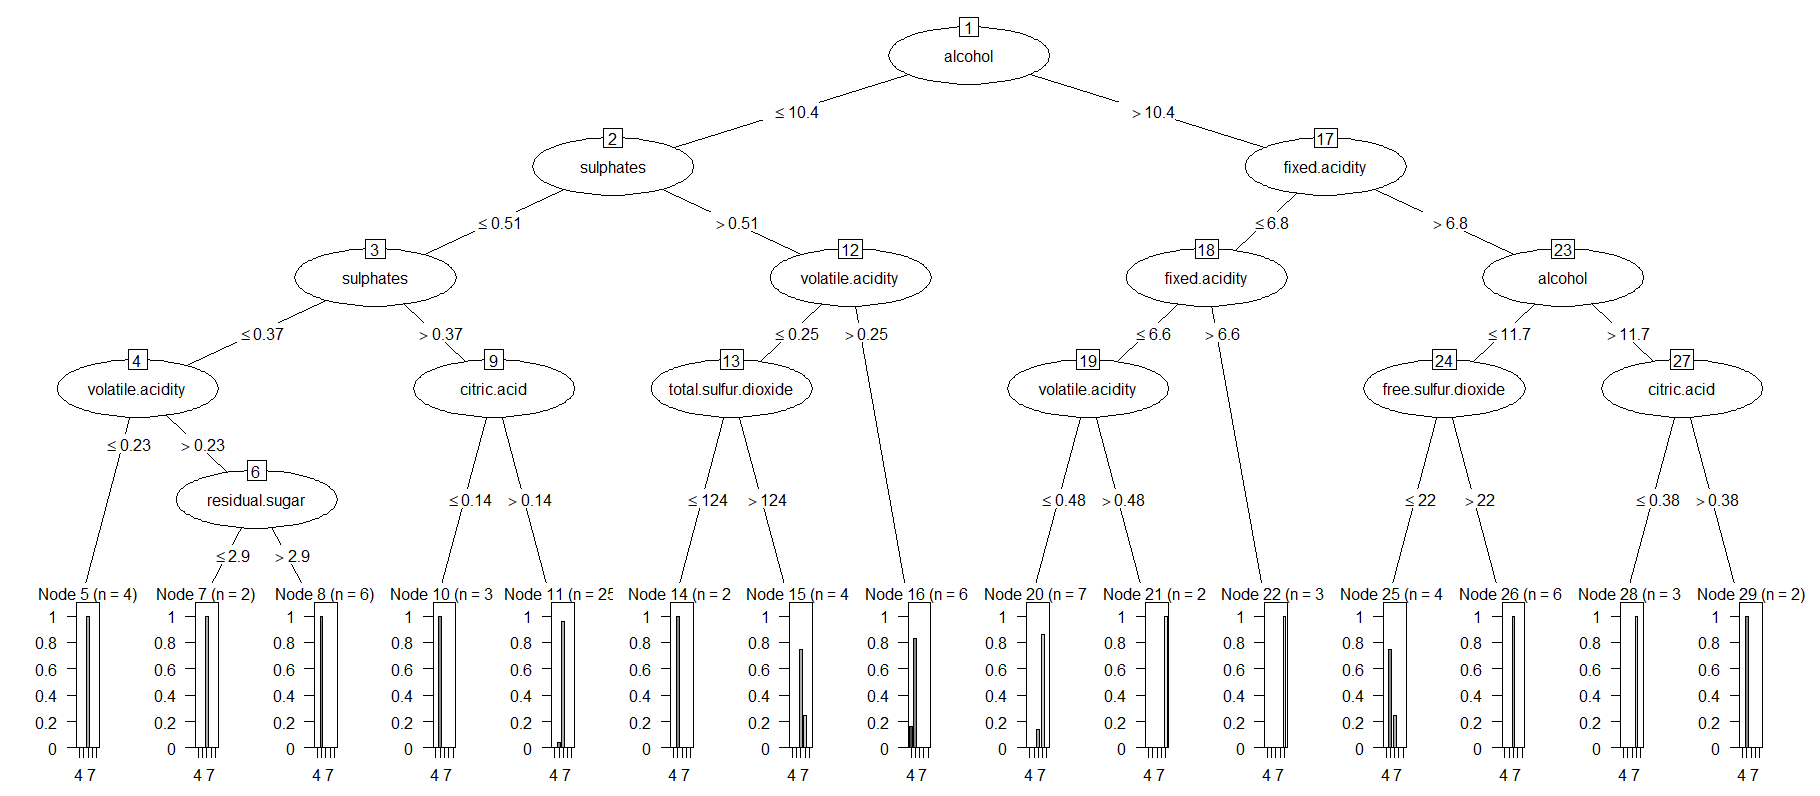 1
alcohol
≤ 10.4 > 10.4
2 17
sulphates fixed.acidity
≤ 0.51 > 0.51 ≤ 6.8 > 6.8
3 12 18 23
sulphates volatile.acidity fixed.acidity alcohol
≤ 0.37 > 0.37 ≤ 0.25 > 0.25 ≤ 6.6 > 6.6 ≤ 11.7 > 11.7
4 9 13 19 24 27
volatile.acidity citric.acid total.sulfur.dioxide volatile.acidity free.sulfur.dioxide citric.acid
≤ 0.23 > 0.23
6
residual.sugar ≤ 0.14 > 0.14 ≤ 124 > 124 ≤ 0.48 > 0.48 ≤ 22 > 22 ≤ 0.38 > 0.38
≤ 2.9 > 2.9
Node 5 (n = 4) Node 7 (n = 2) Node 8 (n = 6) Node 10 (n = 3 Node 11 (n = 25 Node 14 (n = 2 Node 15 (n = 4 Node 16 (n = 6 Node 20 (n = 7 Node 21 (n = 2 Node 22 (n = 3 Node 25 (n = 4 Node 26 (n = 6 Node 28 (n = 3 Node 29 (n = 2)
1 1 1 1 1 1 1 1 1 1 1 1 1 1 1
0.8 0.8 0.8 0.8 0.8 0.8 0.8 0.8 0.8 0.8 0.8 0.8 0.8 0.8 0.8
0.6 0.6 0.6 0.6 0.6 0.6 0.6 0.6 0.6 0.6 0.6 0.6 0.6 0.6 0.6
0.4 0.4 0.4 0.4 0.4 0.4 0.4 0.4 0.4 0.4 0.4 0.4 0.4 0.4 0.4
0.2 0.2 0.2 0.2 0.2 0.2 0.2 0.2 0.2 0.2 0.2 0.2 0.2 0.2 0.2
0 0 0 0 0 0 0 0 0 0 0 0 0 0 0
4 7 4 7 4 7 4 7 4 7 4 7 4 7 4 7 4 7 4 7 4 7 4 7 4 7 4 7 4 7